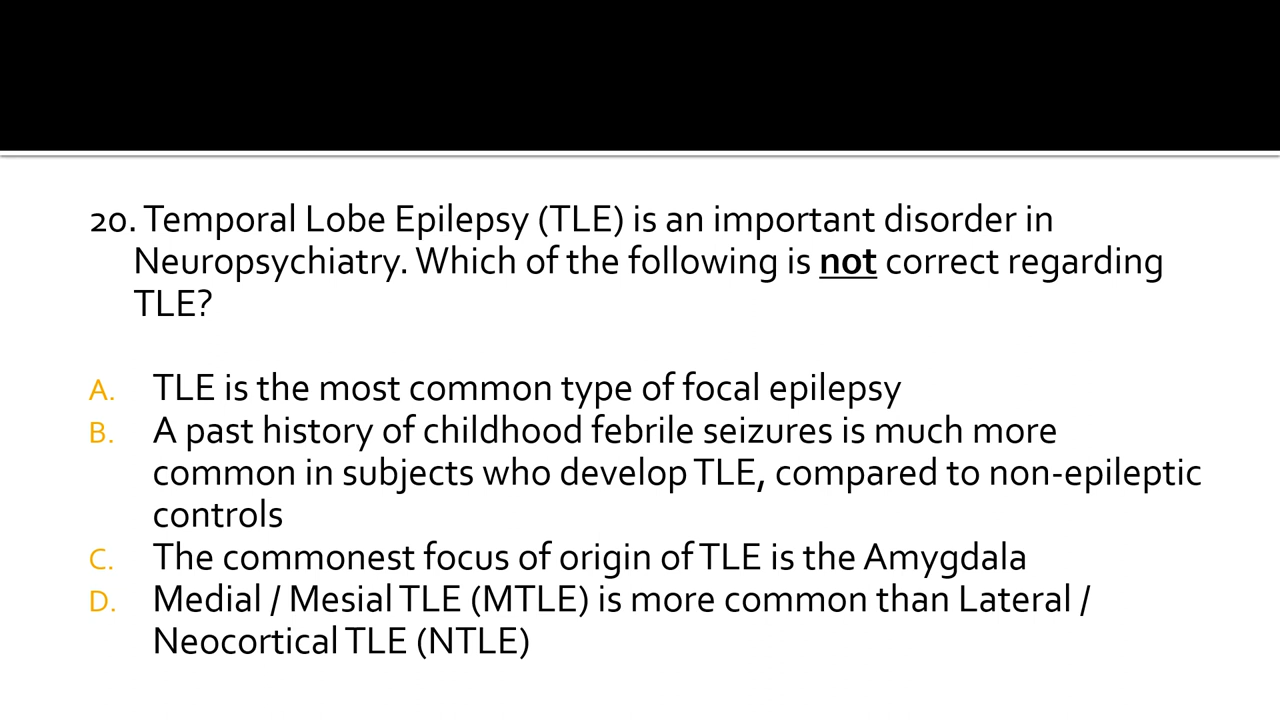 20. Temporal Lobe Epilepsy (TLE) is an important disorder in
Neuropsychiatry. Which of the following is not correct regarding
TLE?
A. TLE is the most common type of focal epilepsy
B. A past history of childhood febrile seizures is much more
common in subjects who develop TLE, compared to non-epileptic
controls
C. The commonest focus of origin of TLE is the Amygdala
D. Medial / Mesial TLE (MTLE) is more common than Lateral /
Neocortical TLE (NTLE)